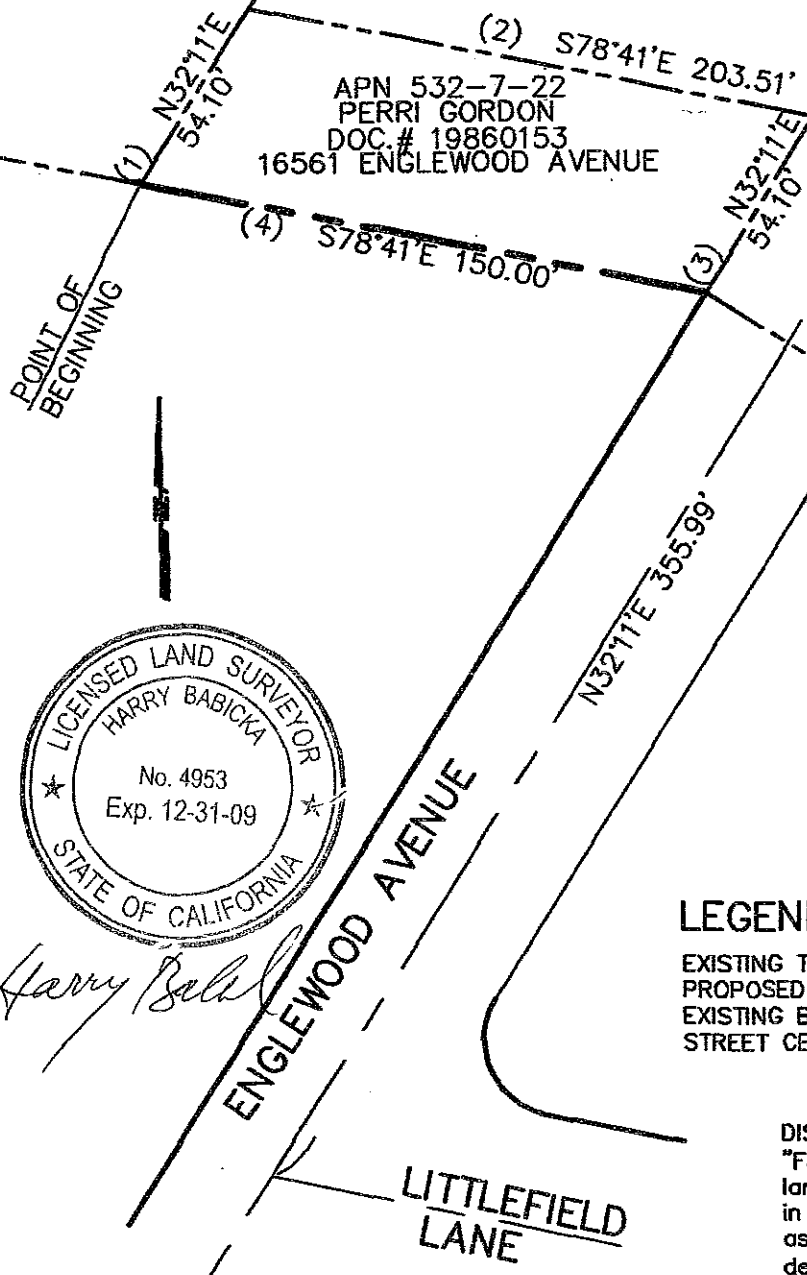 (2) S78°41'E 203.51'
N32°11'E
54.10'
APN 532-7-22
PERRI GORDON
DOC.# 19860153
16561 ENGLEWOOD AVENUE
N32°11'E
54.10'
(1)
(4) S78°41'E 150.00'
(3)
POINT OF
BEGINNING
N32°11'E 355.99'
LICENSED LAND SURVEYOR
HARRY BABICKA
No. 4953
Exp. 12-31-09
STATE OF CALIFORNIA
Harry
ENGLEWOOD AVENUE
LEGEN
EXISTING T
PROPOSED
EXISTING B
STREET CE
LITTLEFIELD
LANE
DIS
"F
lan
in
as
de